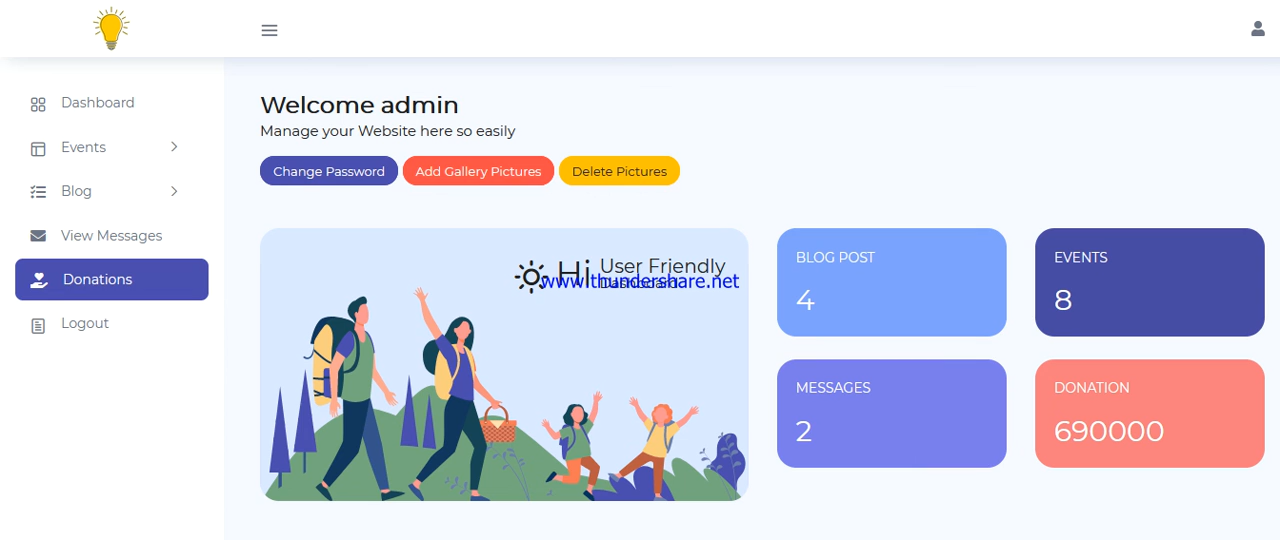 Dashboard
Events
Blog
View Messages
Donations
Logout
Welcome admin
Manage your Website here so easily
Change Password
Add Gallery Pictures
Delete Pictures
Hi
User Friendly
Dashboard
www.thundershare.net
BLOG POST
4
EVENTS
8
MESSAGES
2
DONATION
690000